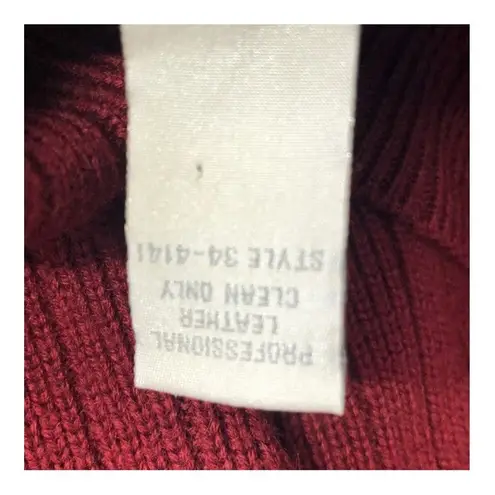 PROFESSIONAL
LEATHER
CLEAN ONLY
STYLE 34-4141